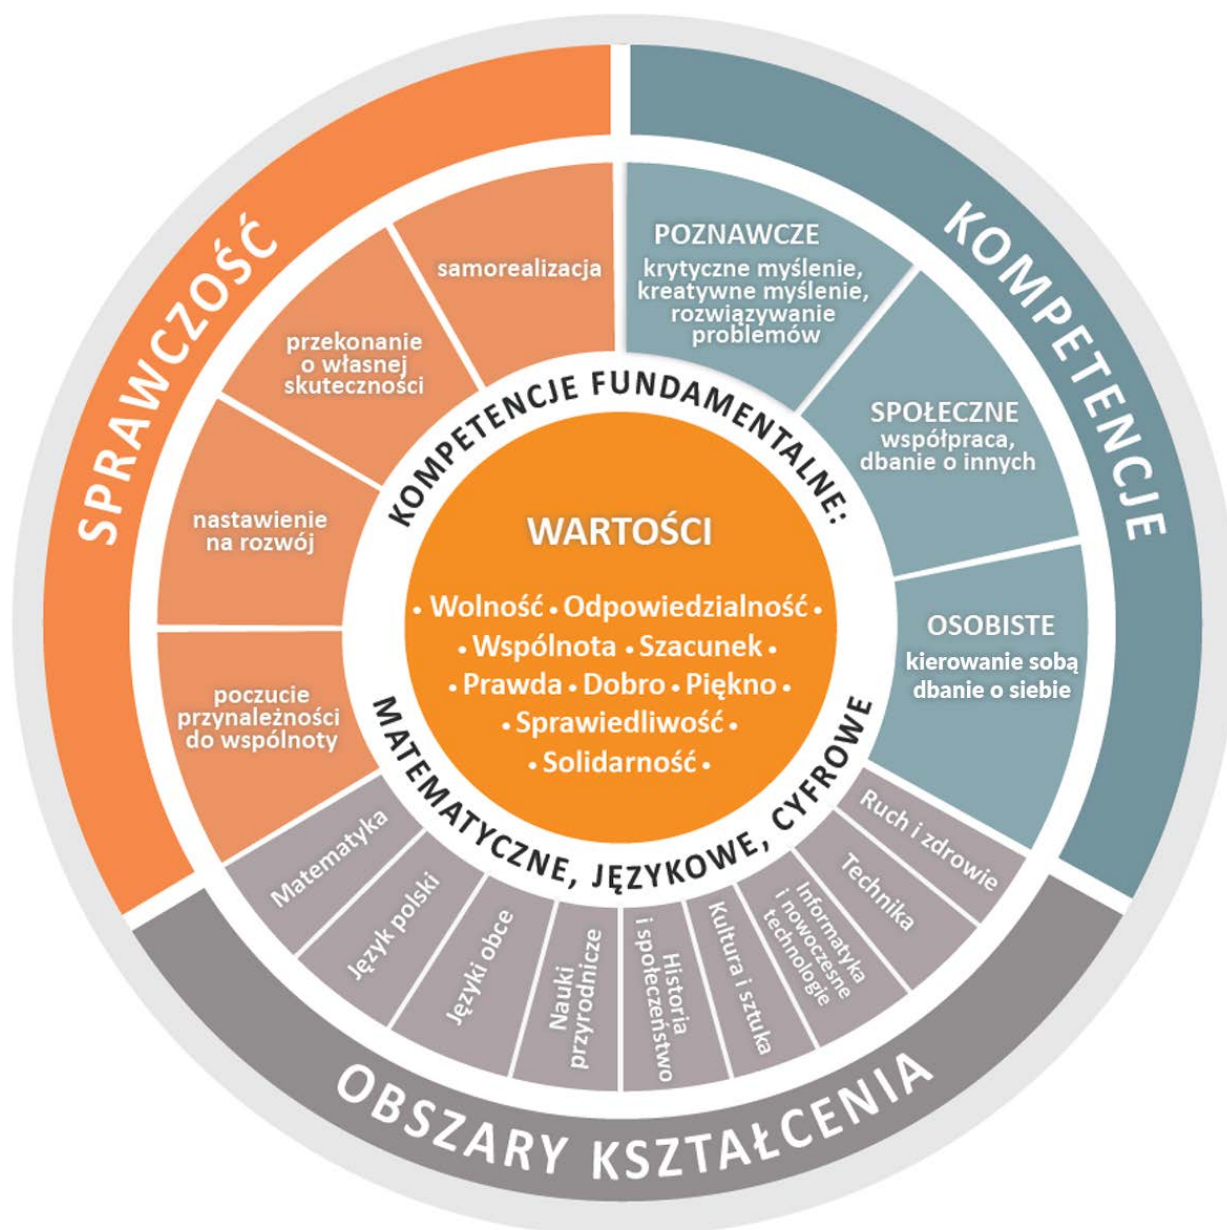 SPRAWCZOŚĆ
samorealizacja
przekonanie
o własnej
skuteczności
nastawienie
na rozwój
poczucie
przynależności
do wspólnoty
KOMPETENCJE
POZNAWCZE
krytyczne myślenie,
kreatywne myślenie,
rozwiązywanie
problemów
SPOŁECZNE
współpraca,
dbanie o innych
OSOBISTE
kierowanie sobą
dbanie o siebie
KOMPETENCJE FUNDAMENTALNE:
MATEMATYCZNE, JĘZYKOWE, CYFROWE
WARTOŚCI
• Wolność • Odpowiedzialność •
• Wspólnota • Szacunek •
• Prawda • Dobro • Piękno •
• Sprawiedliwość •
• Solidarność •
Matematyka
Język polski
Języki obce
Nauki
przyrodnicze
Historia
i społeczeństwo
Kultura i sztuka
Informatyka
i nowoczesne
technologie
Technika
Ruch i zdrowie
OBSZARY KSZTAŁCENIA